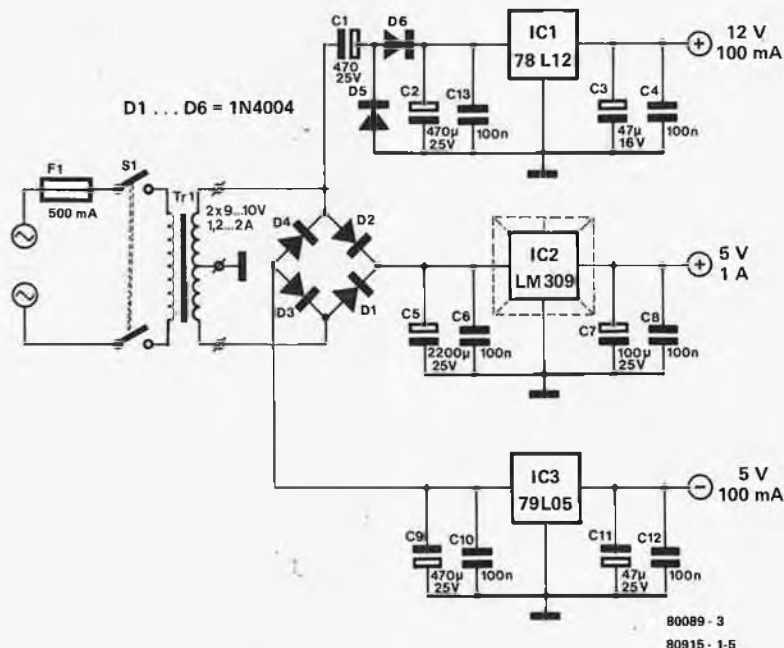 C1
470
25V
D6
D5
C2
470µ
25V
C13
100n
IC1
78 L12
C3
47µ
16V
C4
100n
12 V
100 mA
D1 ... D6 = 1N4004
F1
500 mA
S1
Tr1
2x9...10V
1,2...2A
D4
D2
D3
D1
C5
2200µ
25V
C6
100n
IC2
LM 309
C7
100µ
25V
C8
100n
5 V
1 A
C9
470µ
25V
C10
100n
IC3
79L05
C11
47µ
25V
C12
100n
5 V
100 mA
80089 - 3
80915 - 1-5